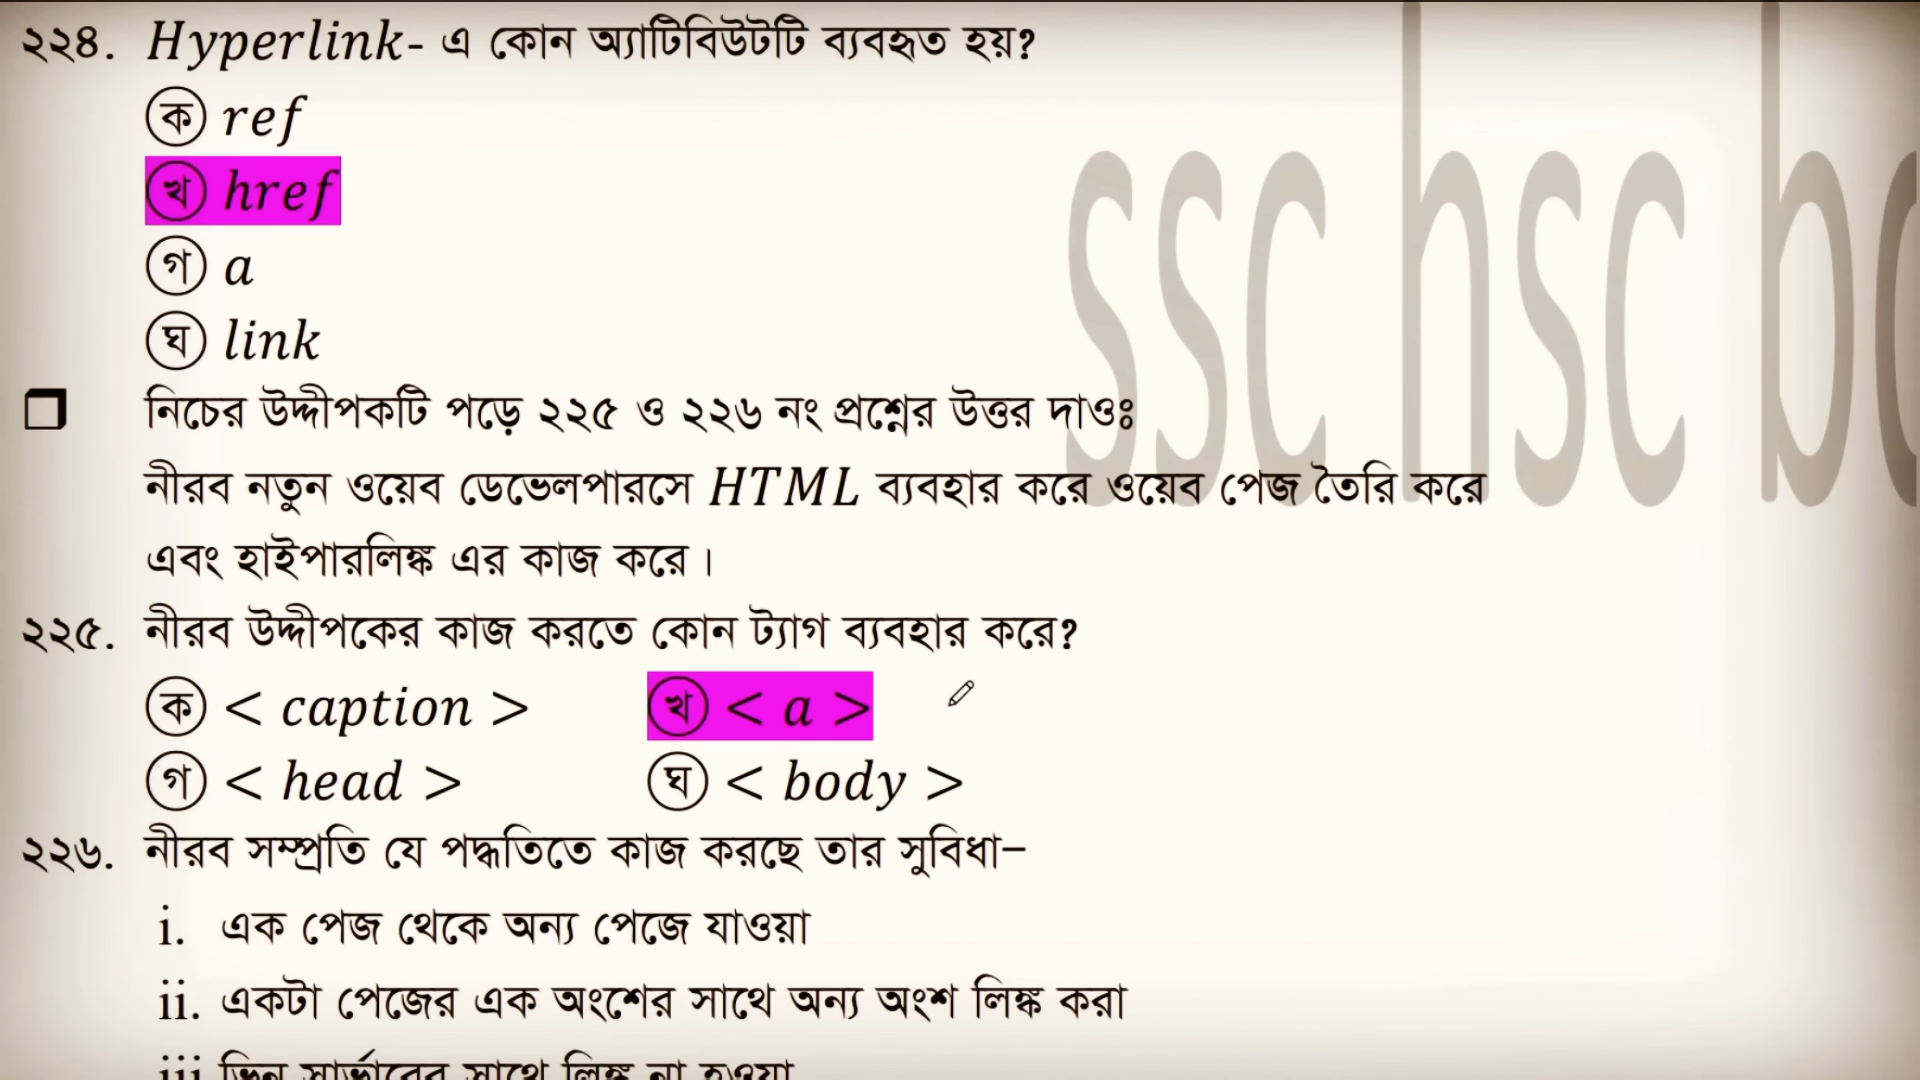 ২২৪. Hyperlink- এ কোন অ্যাটিবিউটটি ব্যবহৃত হয়?
ক ref
খ href
গ a
ঘ link
ssc hsc
নিচের উদ্দীপকটি পড়ে ২২৫ ও ২২৬ নং প্রশ্নের উত্তর দাওঃ
নীরব নতুন ওয়েব ডেভেলপারসে HTML ব্যবহার করে ওয়েব পেজ তৈরি করে
এবং হাইপারলিঙ্ক এর কাজ করে।
২২৫. নীরব উদ্দীপকের কাজ করতে কোন ট্যাগ ব্যবহার করে?
ক < caption > খ < a >
গ < head > ঘ < body >
২২৬. নীরব সম্প্রতি যে পদ্ধতিতে কাজ করছে তার সুবিধা–
i. এক পেজ থেকে অন্য পেজে যাওয়া
ii. একটা পেজের এক অংশের সাথে অন্য অংশ লিঙ্ক করা
iii ভিন্ন সার্ভারের সাথে লিঙ্ক না হওয়া